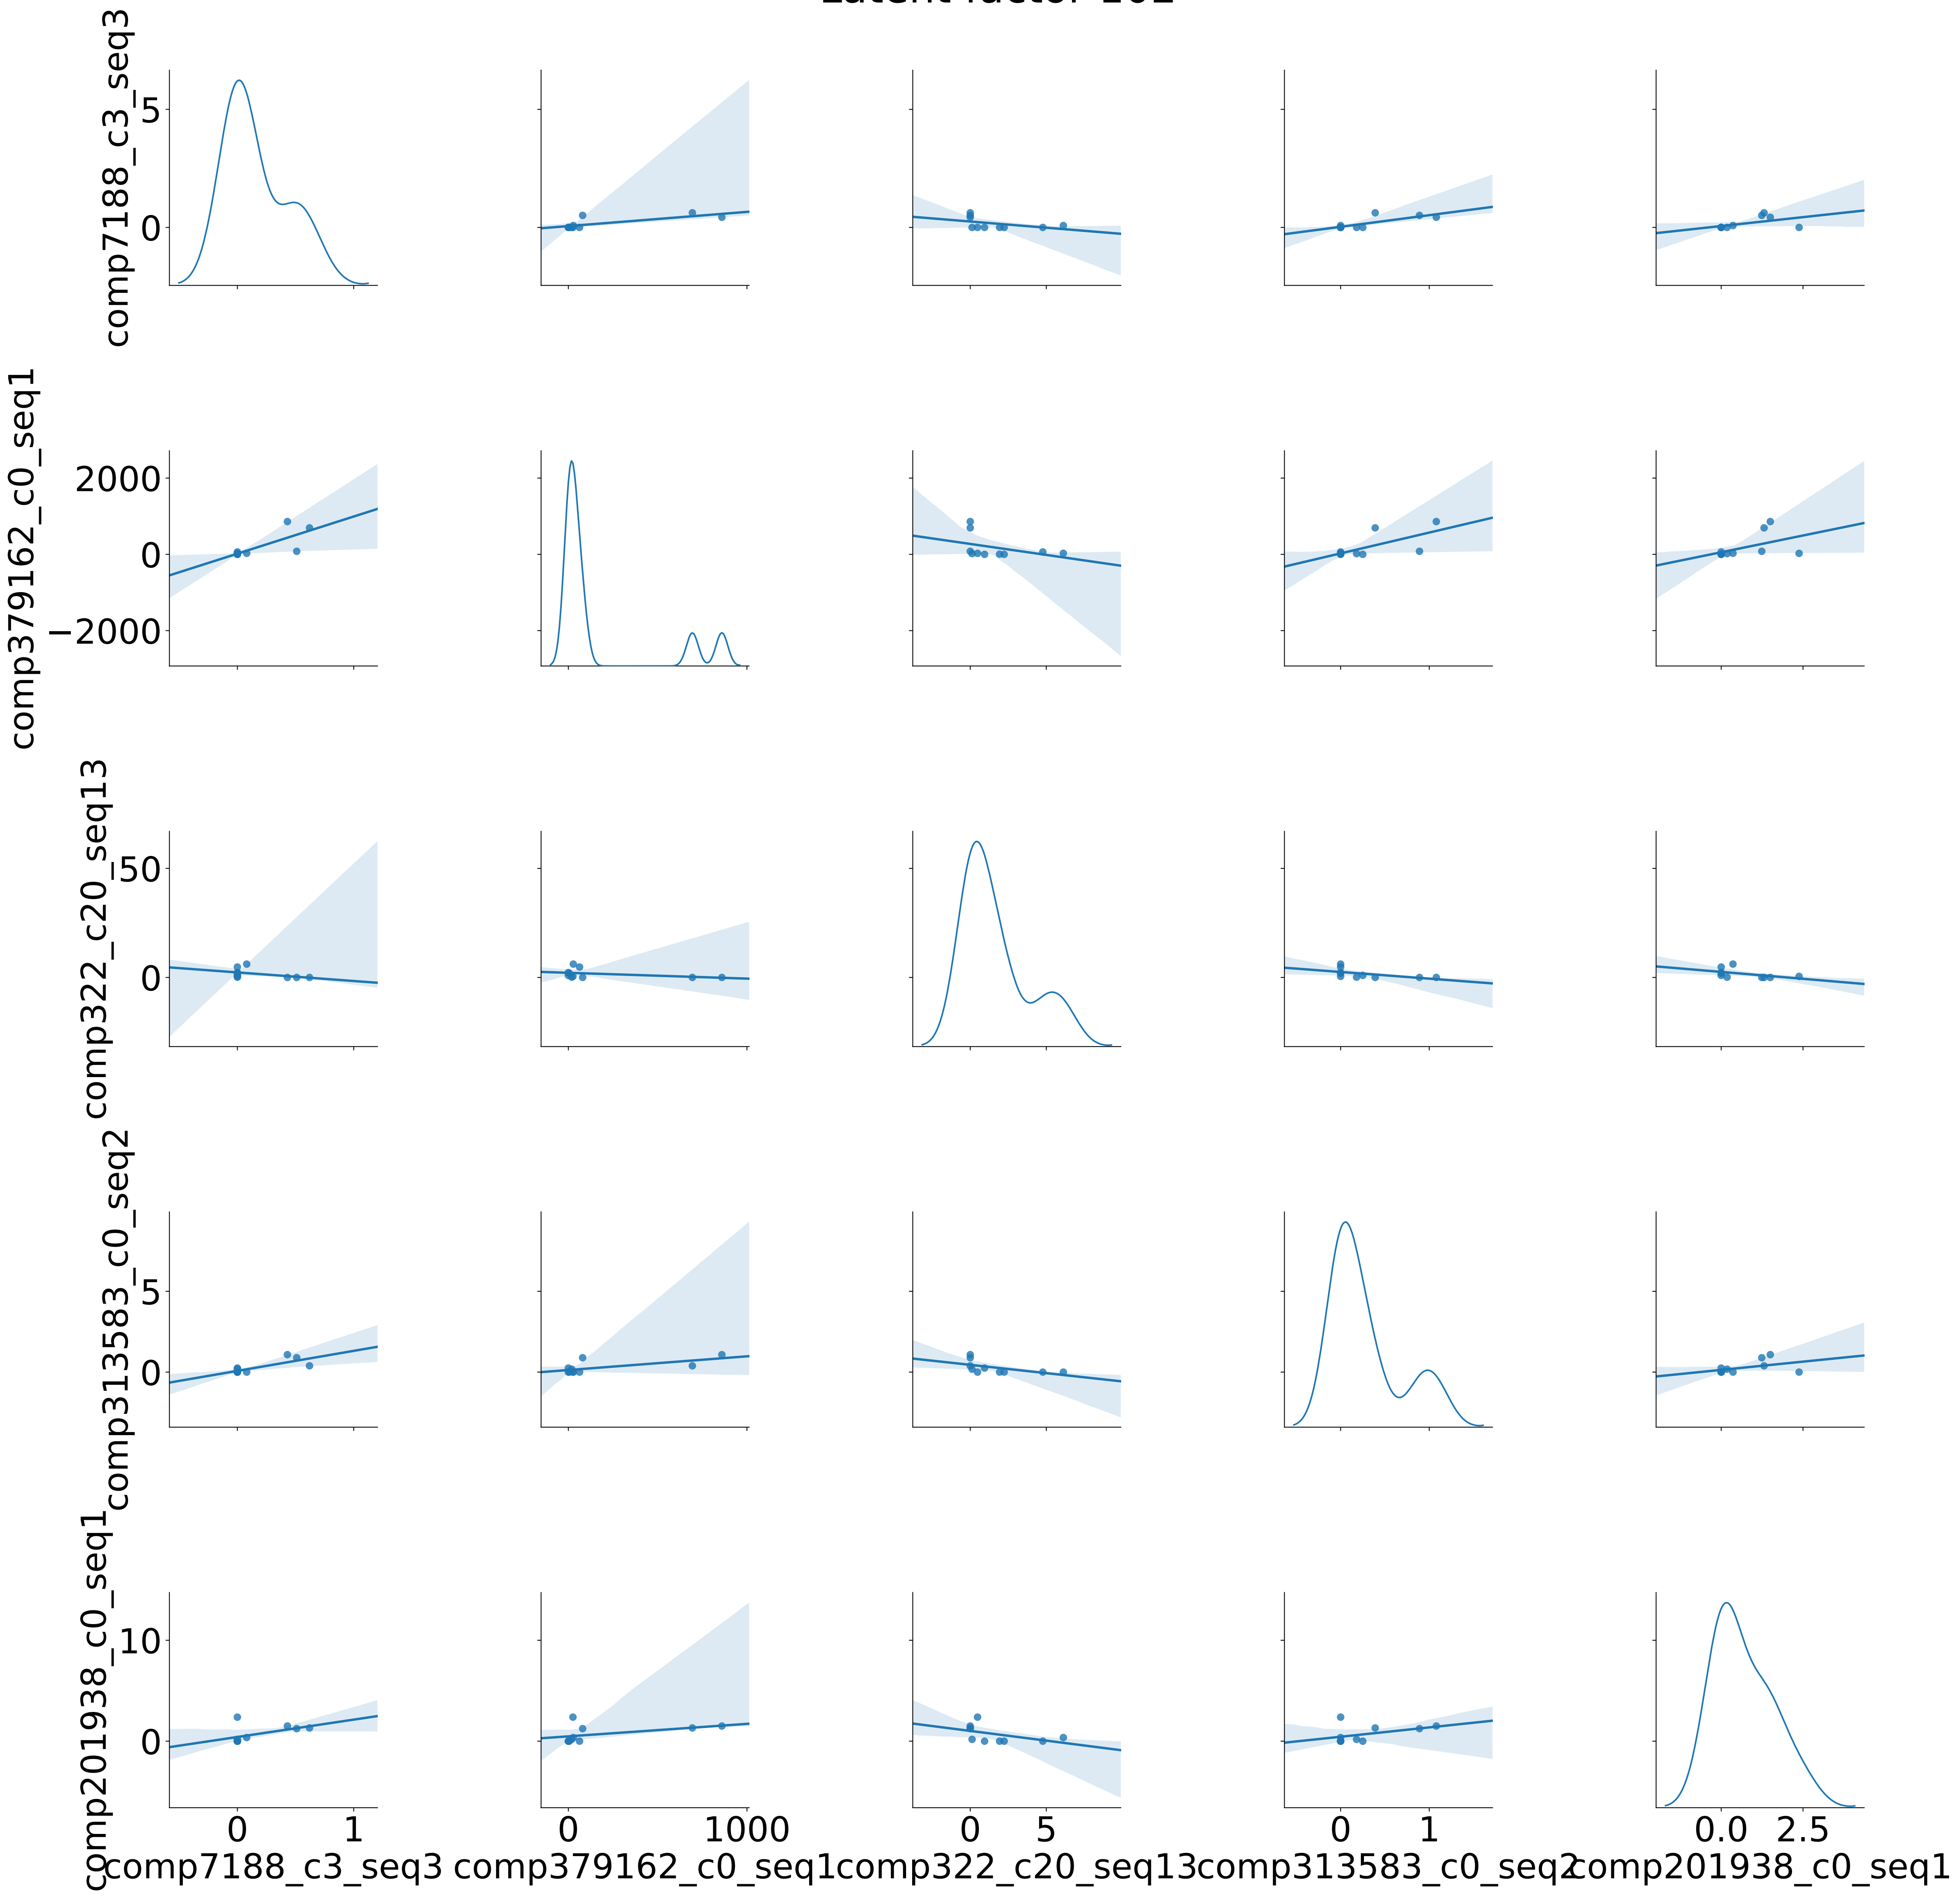 comp7188_c3_seq3
5
0
comp379162_c0_seq1
2000
0
−2000
comp322_c20_seq13
50
0
comp313583_c0_seq2
5
0
comp201938_c0_seq1
10
0
0 1 0 1000 0 5 0 1 0.0 2.5
comp7188_c3_seq3 comp379162_c0_seq1 comp322_c20_seq13 comp313583_c0_seq2 comp201938_c0_seq1